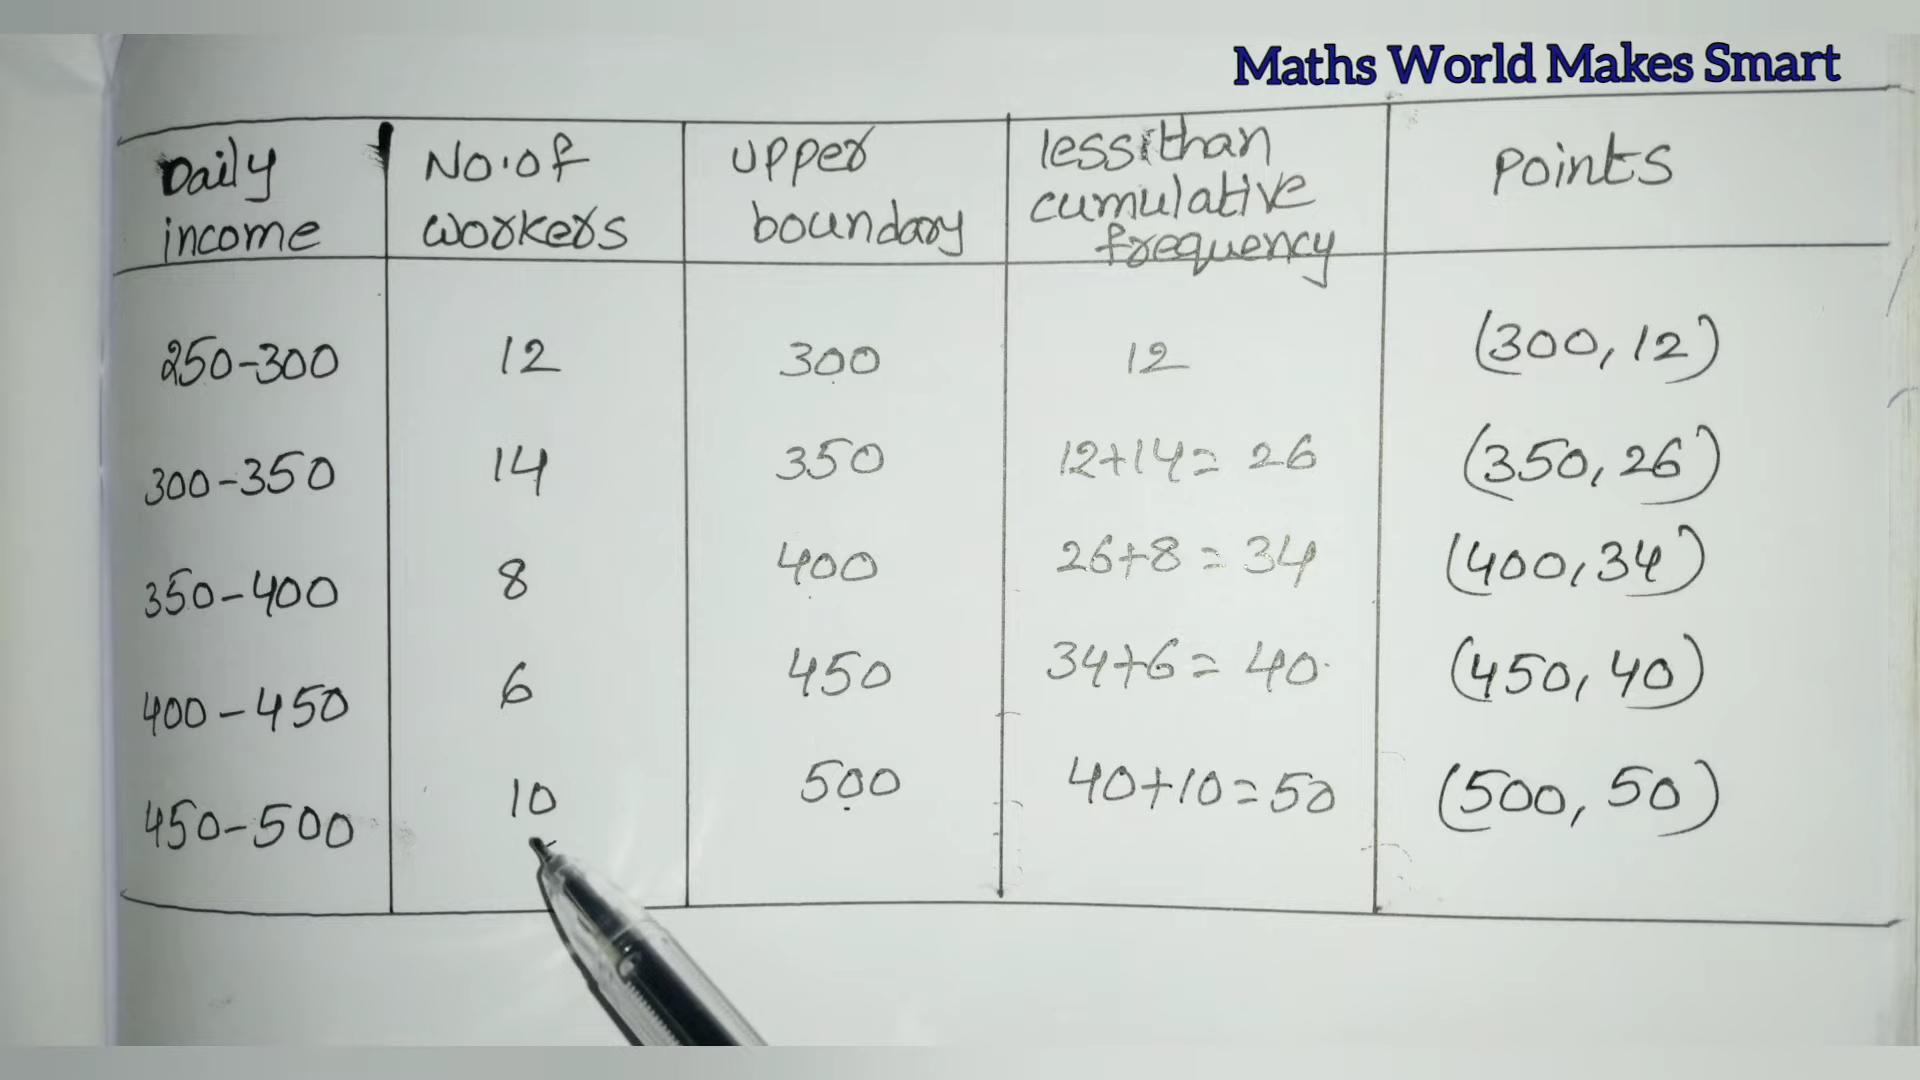 Maths World Makes Smart
Daily income | No. of workers | upper boundary | less than cumulative frequency | Points
250-300 | 12 | 300 | 12 | (300, 12)
300-350 | 14 | 350 | 12+14= 26 | (350, 26)
350-400 | 8 | 400 | 26+8 = 34 | (400, 34)
400-450 | 6 | 450 | 34+6 = 40 | (450, 40)
450-500 | 10 | 500 | 40+10=50 | (500, 50)